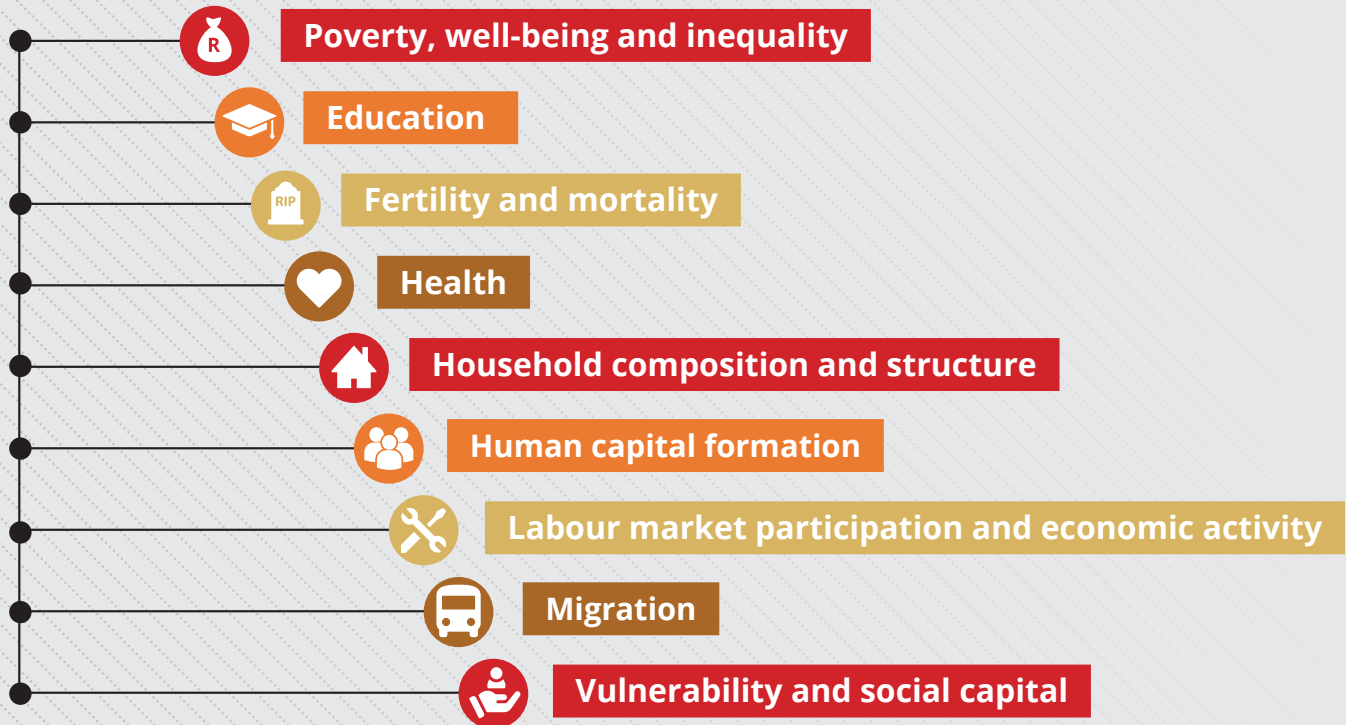 R
Poverty, well-being and inequality
Education
RIP
Fertility and mortality
Health
Household composition and structure
Human capital formation
Labour market participation and economic activity
Migration
Vulnerability and social capital